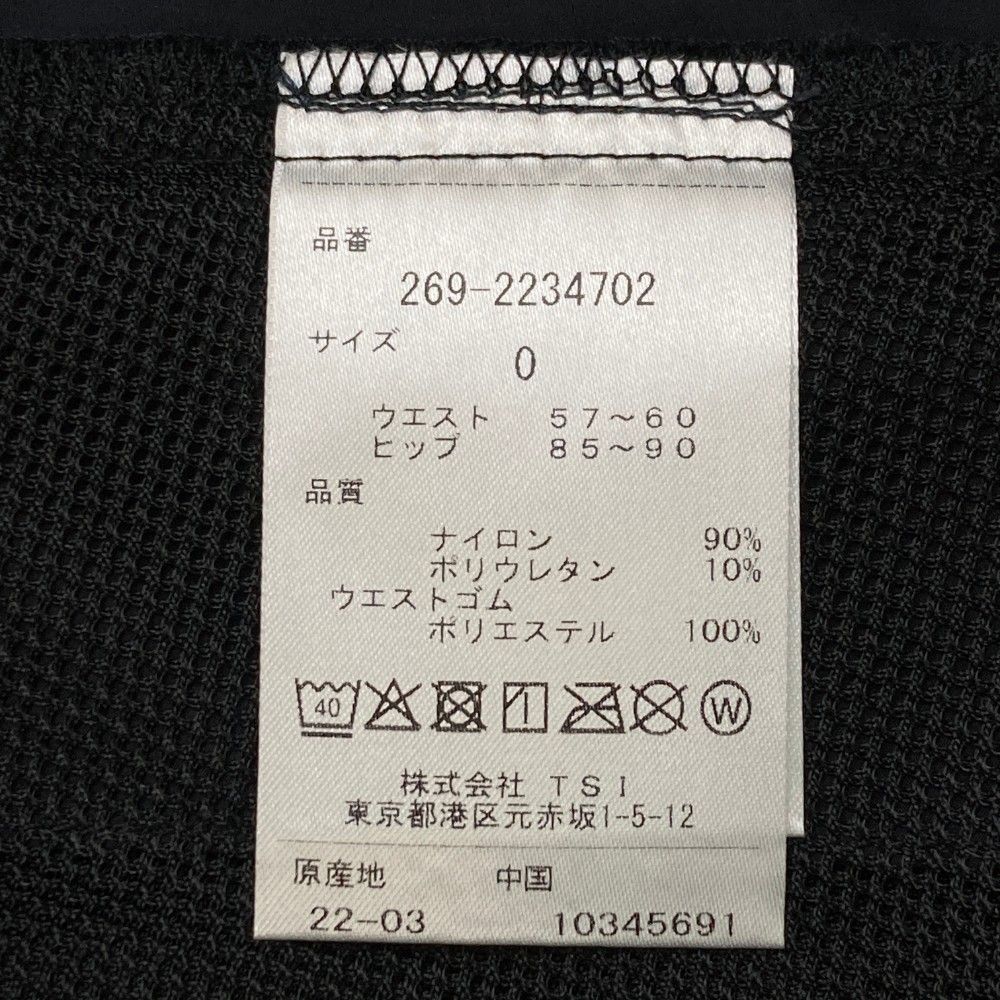 品番
269-2234702
サイズ
0
ウエスト 57～60
ヒップ 85～90
品質
ナイロン 90%
ポリウレタン 10%
ウエストゴム
ポリエステル 100%
40 W
株式会社 TSI
東京都港区元赤坂1-5-12
原産地 中国
22-03 10345691